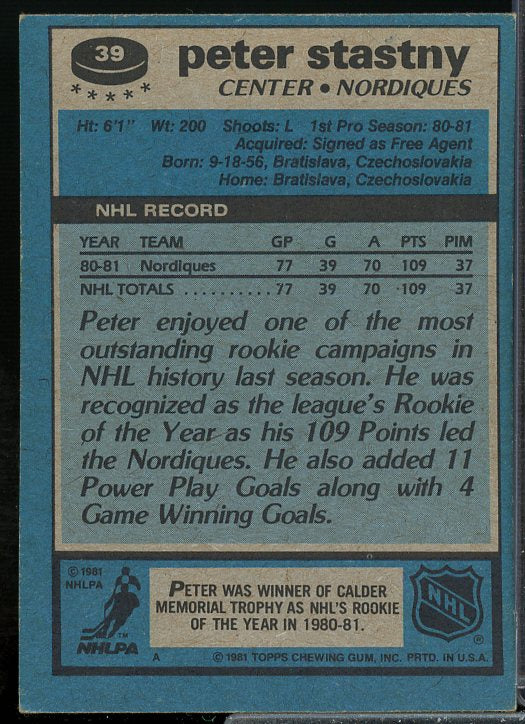 39
peter stastny
CENTER • NORDIQUES
Ht: 6'1" Wt: 200 Shoots: L 1st Pro Season: 80-81
Acquired: Signed as Free Agent
Born: 9-18-56, Bratislava, Czechoslovakia
Home: Bratislava, Czechoslovakia
NHL RECORD
YEAR TEAM GP G A PTS PIM
80-81 Nordiques 77 39 70 109 37
NHL TOTALS .......... 77 39 70 109 37
Peter enjoyed one of the most
outstanding rookie campaigns in
NHL history last season. He was
recognized as the league's Rookie
of the Year as his 109 Points led
the Nordiques. He also added 11
Power Play Goals along with 4
Game Winning Goals.
© 1981
NHLPA
NHLPA
TM
PETER WAS WINNER OF CALDER
MEMORIAL TROPHY AS NHL'S ROOKIE
OF THE YEAR IN 1980-81.
NHL
®
A © 1981 TOPPS CHEWING GUM, INC. PRTD. IN U.S.A.